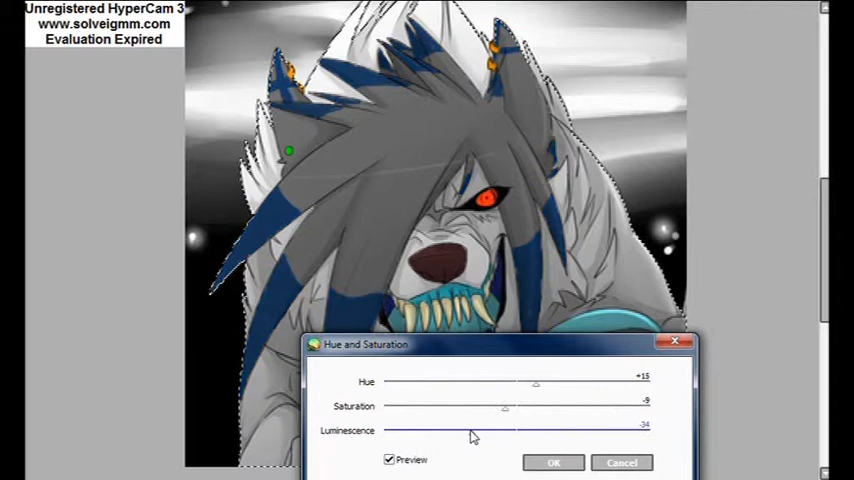 Unregistered HyperCam 3
www.solveigmm.com
Evaluation Expired
Hue and Saturation
Hue +15
Saturation -9
Luminescence -34
Preview OK Cancel